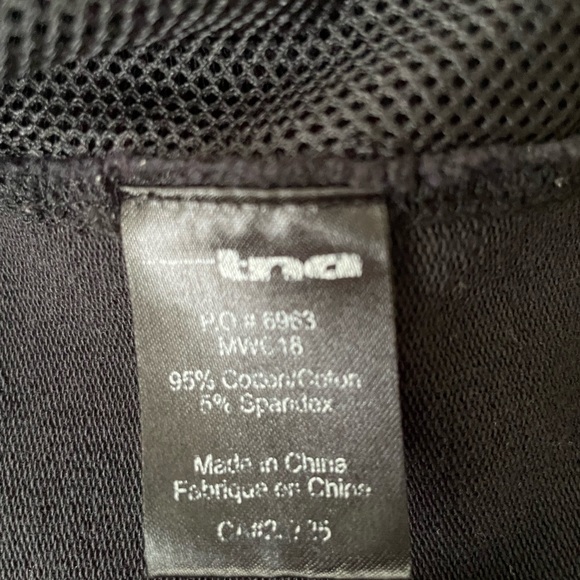 tna
P.O # 6963
MWC18
95% Cotton/Coton
5% Spandex
Made in China
Fabrique en Chine